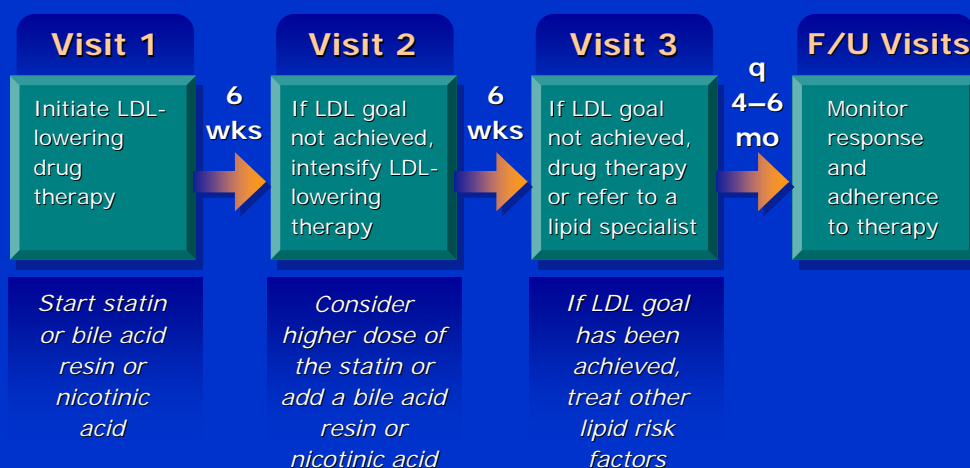 Visit 1
Initiate LDL-
lowering
drug
therapy
Start statin
or bile acid
resin or
nicotinic
acid
6
wks
Visit 2
If LDL goal
not achieved,
intensify LDL-
lowering
therapy
Consider
higher dose of
the statin or
add a bile acid
resin or
nicotinic acid
6
wks
Visit 3
If LDL goal
not achieved,
drug therapy
or refer to a
lipid specialist
If LDL goal
has been
achieved,
treat other
lipid risk
factors
q
4–6
mo
F/U Visits
Monitor
response
and
adherence
to therapy